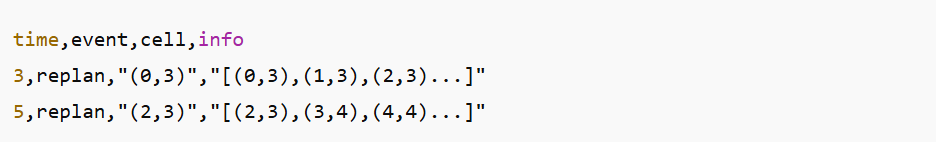 time,event,cell,info
3,replan,"(0,3)","[(0,3),(1,3),(2,3)...]"
5,replan,"(2,3)","[(2,3),(3,4),(4,4)...]"